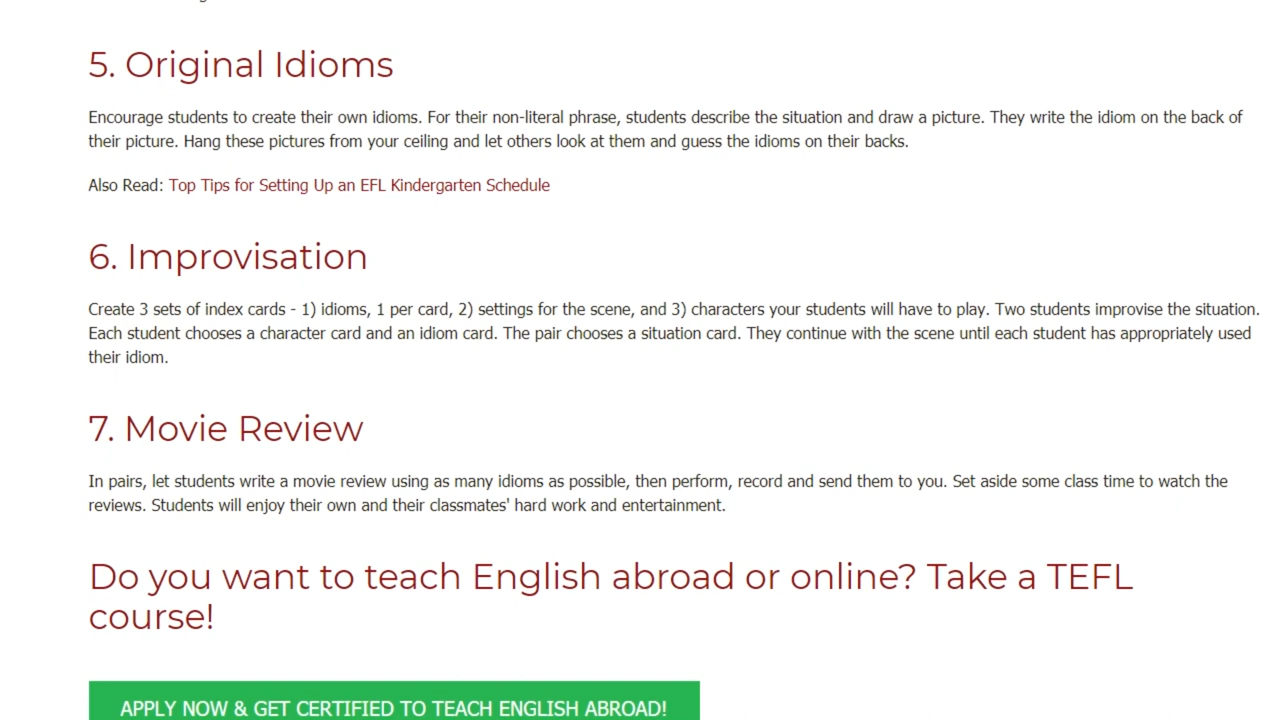 5. Original Idioms
Encourage students to create their own idioms. For their non-literal phrase, students describe the situation and draw a picture. They write the idiom on the back of
their picture. Hang these pictures from your ceiling and let others look at them and guess the idioms on their backs.
Also Read: Top Tips for Setting Up an EFL Kindergarten Schedule
6. Improvisation
Create 3 sets of index cards - 1) idioms, 1 per card, 2) settings for the scene, and 3) characters your students will have to play. Two students improvise the situation.
Each student chooses a character card and an idiom card. The pair chooses a situation card. They continue with the scene until each student has appropriately used
their idiom.
7. Movie Review
In pairs, let students write a movie review using as many idioms as possible, then perform, record and send them to you. Set aside some class time to watch the
reviews. Students will enjoy their own and their classmates' hard work and entertainment.
Do you want to teach English abroad or online? Take a TEFL
course!
APPLY NOW & GET CERTIFIED TO TEACH ENGLISH ABROAD!